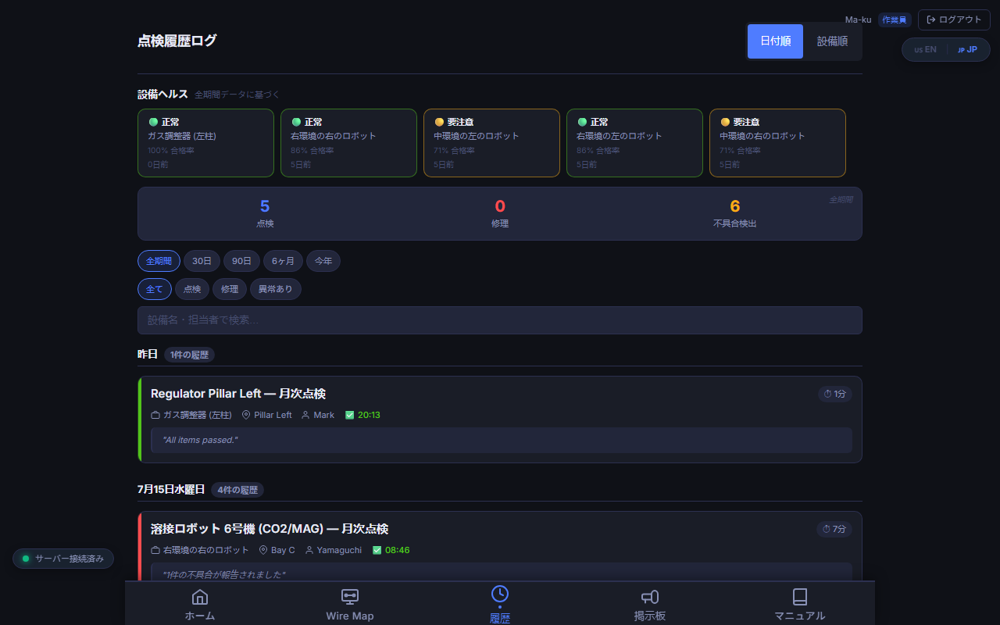 Ma-ku 作業員 ログアウト
点検履歴ログ 日付順 設備順
US EN JP JP
設備ヘルス 全期間データに基づく
正常
ガス調整器 (左柱)
100% 合格率
0日前
正常
右環境の右のロボット
86% 合格率
5日前
要注意
中環境の左のロボット
71% 合格率
5日前
正常
右環境の左のロボット
86% 合格率
5日前
要注意
中環境の右のロボット
71% 合格率
5日前
全期間
5
点検
0
修理
6
不具合検出
全期間 30日 90日 6ヶ月 今年
全て 点検 修理 異常あり
設備名・担当者で検索...
昨日 1件の履歴
Regulator Pillar Left — 月次点検 1分
ガス調整器 (左柱) Pillar Left Mark 20:13
"All items passed."
7月15日水曜日 4件の履歴
溶接ロボット 6号機 (CO2/MAG) — 月次点検 7分
右環境の右のロボット Bay C Yamaguchi 08:46
"1件の不具合が報告されました"
サーバー接続済み
ホーム Wire Map 履歴 掲示板 マニュアル